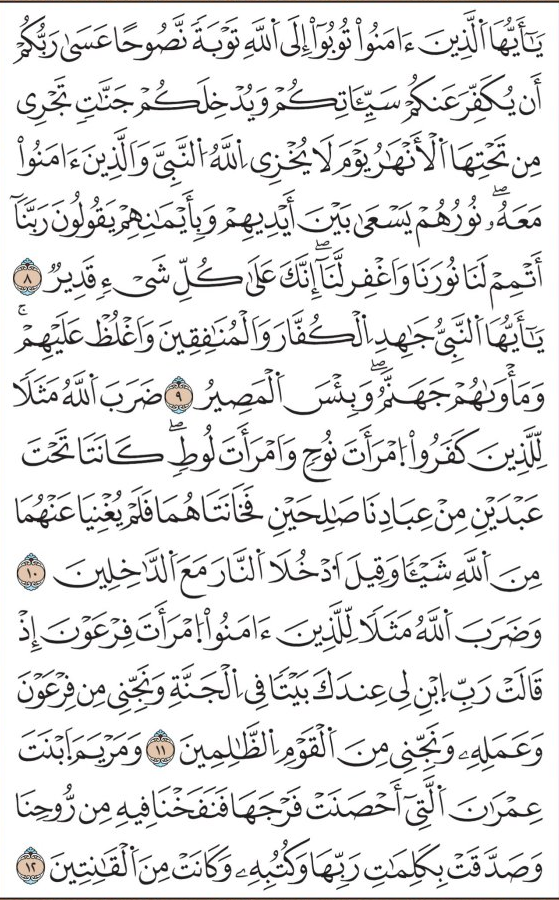 يَٰٓأَيُّهَا ٱلَّذِينَ ءَامَنُوا۟ تُوبُوٓا۟ إِلَى ٱللَّهِ تَوْبَةً نَّصُوحًا عَسَىٰ رَبُّكُمْ
أَن يُكَفِّرَ عَنكُمْ سَيِّـَٔاتِكُمْ وَيُدْخِلَكُمْ جَنَّٰتٍ تَجْرِى
مِن تَحْتِهَا ٱلْأَنْهَٰرُ يَوْمَ لَا يُخْزِى ٱللَّهُ ٱلنَّبِىَّ وَٱلَّذِينَ ءَامَنُوا۟
مَعَهُۥ ۖ نُورُهُمْ يَسْعَىٰ بَيْنَ أَيْدِيهِمْ وَبِأَيْمَٰنِهِمْ يَقُولُونَ رَبَّنَآ
أَتْمِمْ لَنَا نُورَنَا وَٱغْفِرْ لَنَآ ۖ إِنَّكَ عَلَىٰ كُلِّ شَىْءٍ قَدِيرٌ ٨
يَٰٓأَيُّهَا ٱلنَّبِىُّ جَٰهِدِ ٱلْكُفَّارَ وَٱلْمُنَٰفِقِينَ وَٱغْلُظْ عَلَيْهِمْ ۚ
وَمَأْوَىٰهُمْ جَهَنَّمُ ۖ وَبِئْسَ ٱلْمَصِيرُ ٩ ضَرَبَ ٱللَّهُ مَثَلًا
لِّلَّذِينَ كَفَرُوا۟ ٱمْرَأَتَ نُوحٍ وَٱمْرَأَتَ لُوطٍ ۖ كَانَتَا تَحْتَ
عَبْدَيْنِ مِنْ عِبَادِنَا صَٰلِحَيْنِ فَخَانَتَاهُمَا فَلَمْ يُغْنِيَا عَنْهُمَا
مِنَ ٱللَّهِ شَيْـًٔا وَقِيلَ ٱدْخُلَا ٱلنَّارَ مَعَ ٱلدَّٰخِلِينَ ١٠
وَضَرَبَ ٱللَّهُ مَثَلًا لِّلَّذِينَ ءَامَنُوا۟ ٱمْرَأَتَ فِرْعَوْنَ إِذْ
قَالَتْ رَبِّ ٱبْنِ لِى عِندَكَ بَيْتًا فِى ٱلْجَنَّةِ وَنَجِّنِى مِن فِرْعَوْنَ
وَعَمَلِهِۦ وَنَجِّنِى مِنَ ٱلْقَوْمِ ٱلظَّٰلِمِينَ ١١ وَمَرْيَمَ ٱبْنَتَ
عِمْرَٰنَ ٱلَّتِىٓ أَحْصَنَتْ فَرْجَهَا فَنَفَخْنَا فِيهِ مِن رُّوحِنَا
وَصَدَّقَتْ بِكَلِمَٰتِ رَبِّهَا وَكُتُبِهِۦ وَكَانَتْ مِنَ ٱلْقَٰنِتِينَ ١٢